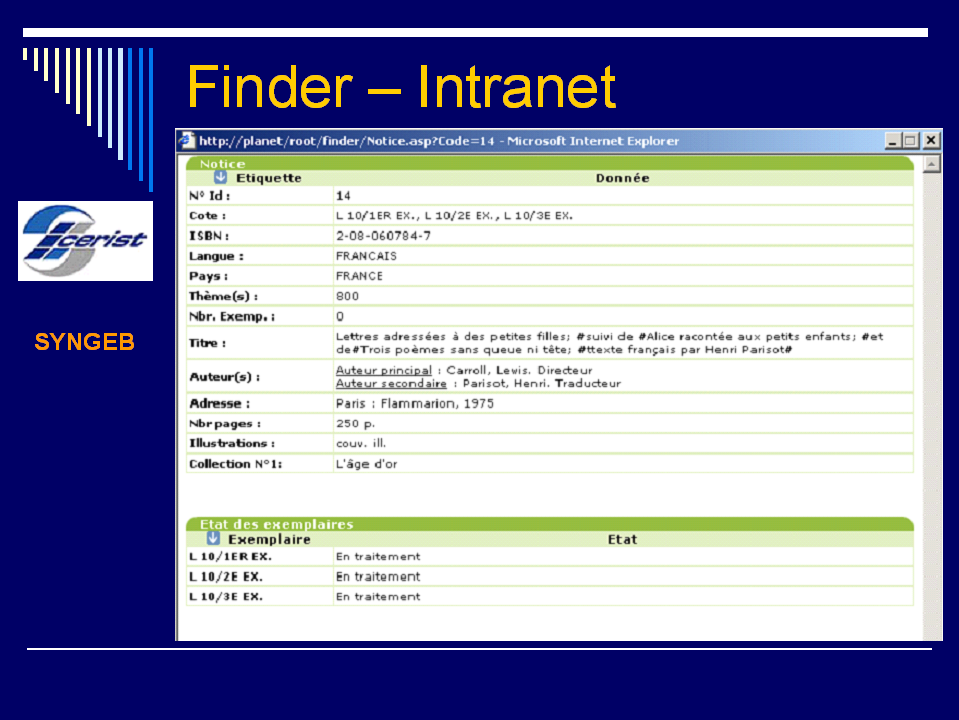 Finder – Intranet
http://planet/root/finder/Notice.asp?Code=14 - Microsoft Internet Explorer
Notice
Etiquette Donnée
N° Id : 14
Cote : L 10/1ER EX., L 10/2E EX., L 10/3E EX.
ISBN : 2-08-060784-7
Langue : FRANCAIS
Pays : FRANCE
Thème(s) : 800
Nbr. Exemp. : 0
Titre : Lettres adressées à des petites filles; #suivi de #Alice racontée aux petits enfants; #et
de#Trois poèmes sans queue ni tête; #ttexte français par Henri Parisot#
Auteur(s) : Auteur principal : Carroll, Lewis. Directeur
Auteur secondaire : Parisot, Henri. Traducteur
Adresse : Paris : Flammarion, 1975
Nbr pages : 250 p.
Illustrations : couv. ill.
Collection N°1: L'âge d'or
Etat des exemplaires
Exemplaire Etat
L 10/1ER EX. En traitement
L 10/2E EX. En traitement
L 10/3E EX. En traitement
cerist
SYNGEB